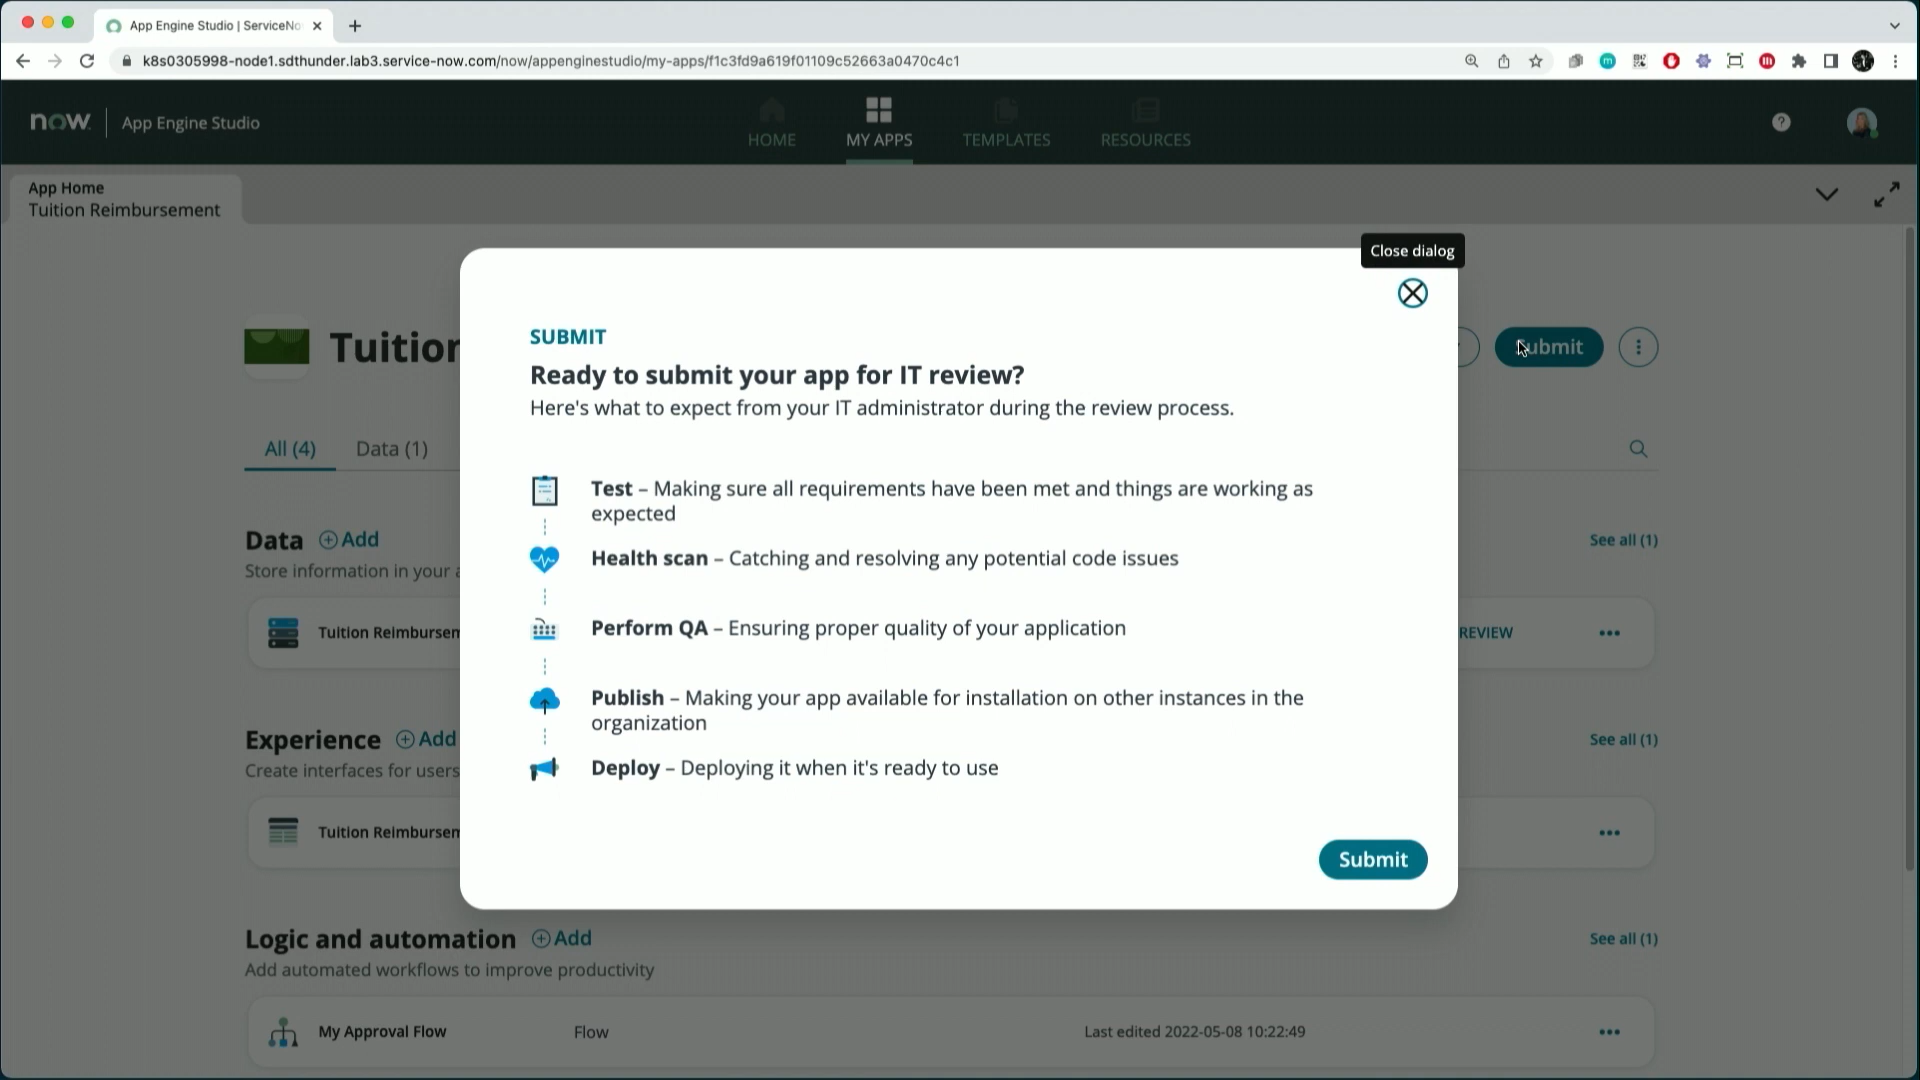 App Engine Studio | ServiceNo
k8s0305998-node1.sdthunder.lab3.service-now.com/now/appenginestudio/my-apps/f1c3fd9a619f01109c52663a0470c4c1
now
App Engine Studio
HOME
MY APPS
TEMPLATES
RESOURCES
App Home
Tuition Reimbursement
Close dialog
SUBMIT
Ready to submit your app for IT review?
Here's what to expect from your IT administrator during the review process.
Tuition
Submit
All (4)
Data (1)
Test – Making sure all requirements have been met and things are working as
expected
Health scan – Catching and resolving any potential code issues
Perform QA – Ensuring proper quality of your application
Publish – Making your app available for installation on other instances in the
organization
Deploy – Deploying it when it's ready to use
Submit
Data
Add
See all (1)
Store information in your a
Tuition Reimbursem
REVIEW
Experience
Add
See all (1)
Create interfaces for users
Tuition Reimbursem
Logic and automation
Add
See all (1)
Add automated workflows to improve productivity
My Approval Flow
Flow
Last edited 2022-05-08 10:22:49